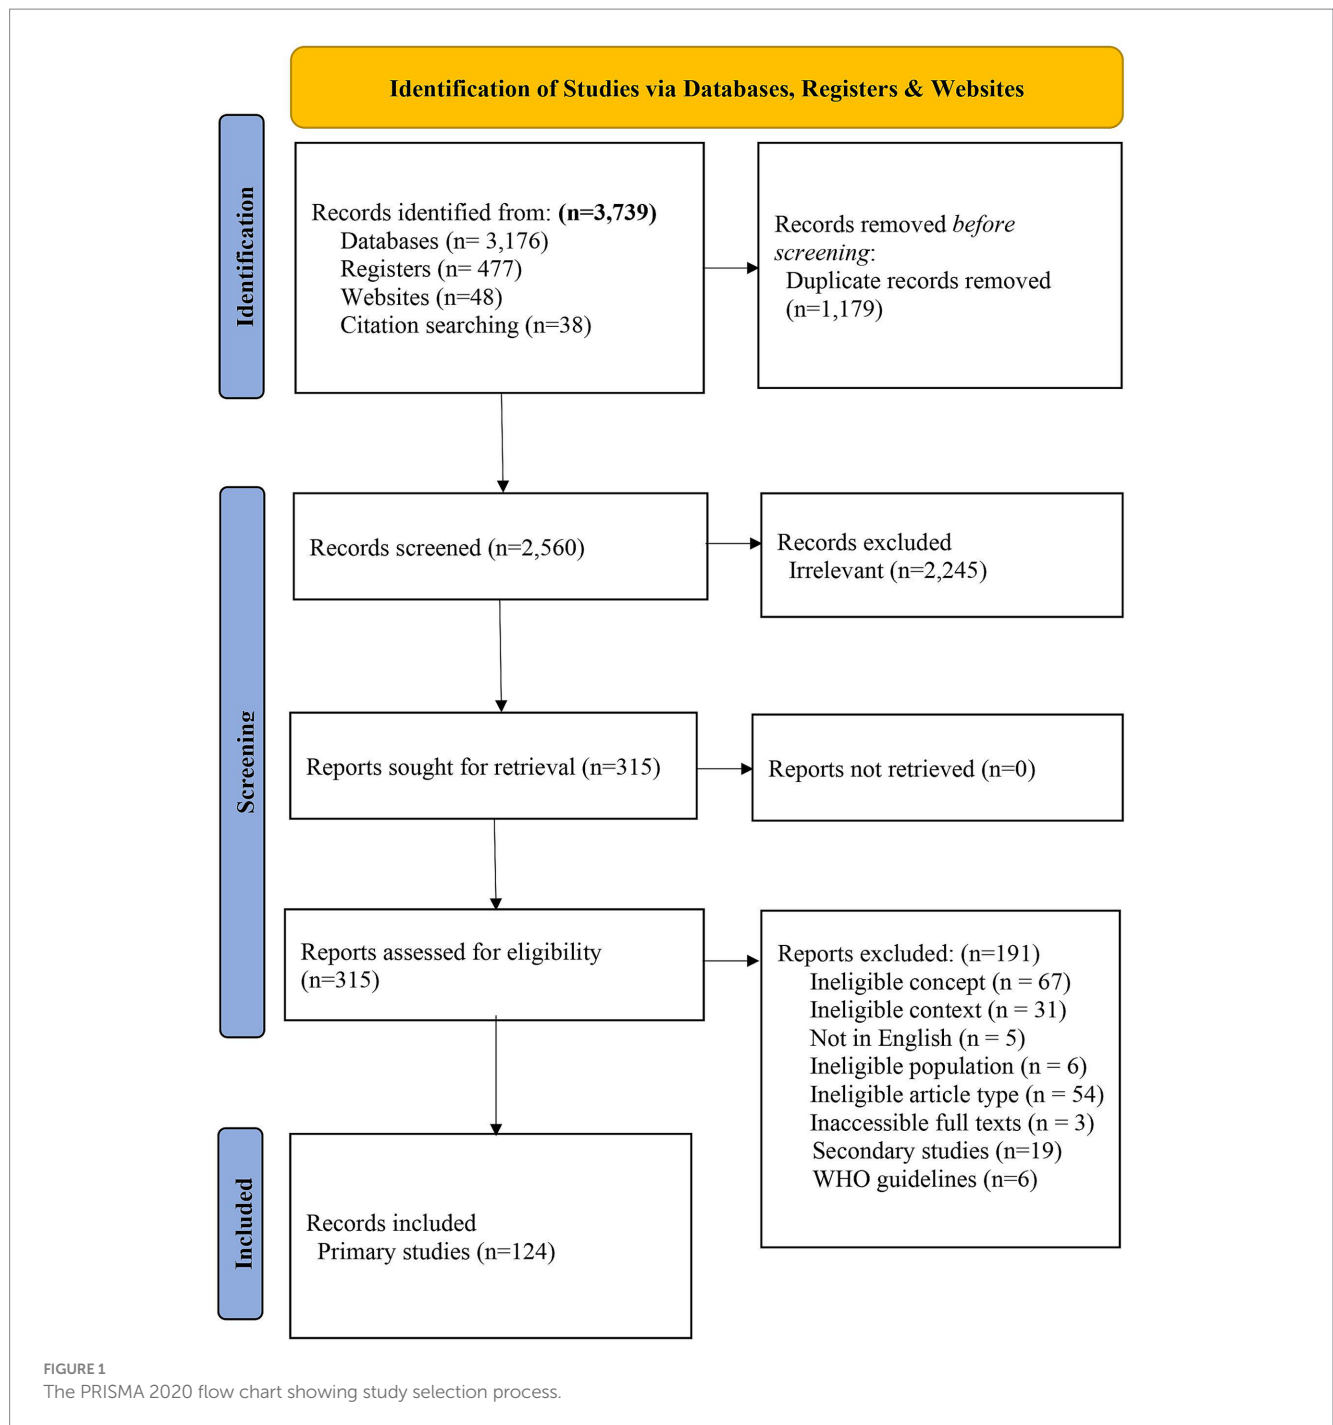 Identification of Studies via Databases, Registers & Websites
Identification
Records identified from: (n=3,739)
Databases (n= 3,176)
Registers (n= 477)
Websites (n=48)
Citation searching (n=38)
Records removed before
screening:
Duplicate records removed
(n=1,179)
Screening
Records screened (n=2,560)
Records excluded
Irrelevant (n=2,245)
Reports sought for retrieval (n=315)
Reports not retrieved (n=0)
Reports assessed for eligibility
(n=315)
Reports excluded: (n=191)
Ineligible concept (n = 67)
Ineligible context (n = 31)
Not in English (n = 5)
Ineligible population (n = 6)
Ineligible article type (n = 54)
Inaccessible full texts (n = 3)
Secondary studies (n=19)
WHO guidelines (n=6)
Included
Records included
Primary studies (n=124)
FIGURE 1
The PRISMA 2020 flow chart showing study selection process.